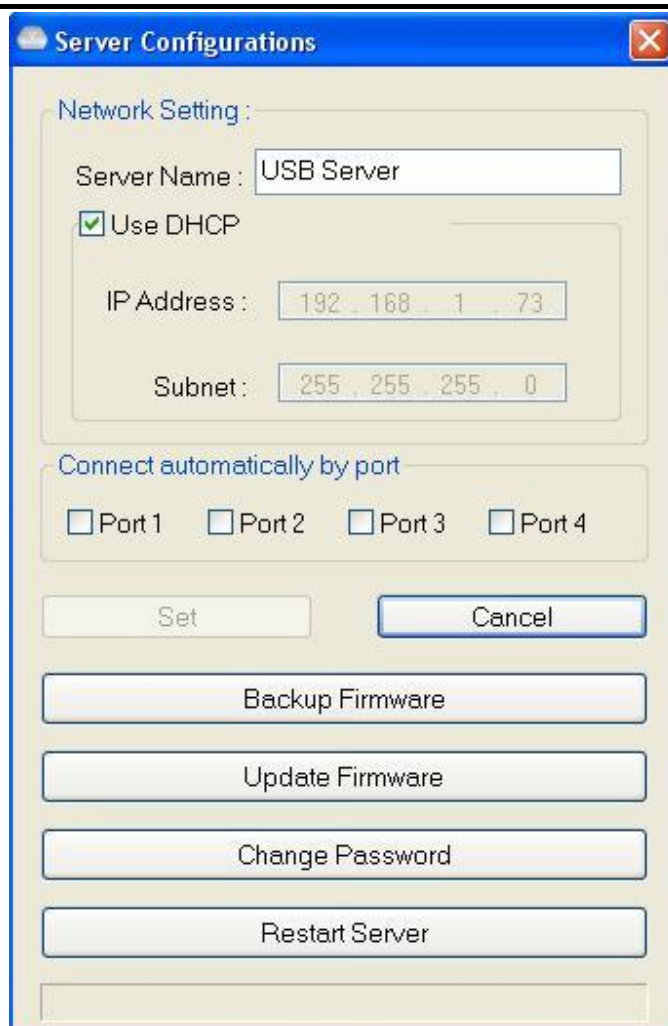 Server Configurations
Network Setting :
Server Name : USB Server
Use DHCP
IP Address : 192 . 168 . 1 . 73
Subnet : 255 . 255 . 255 . 0
Connect automatically by port
Port 1 Port 2 Port 3 Port 4
Set Cancel
Backup Firmware
Update Firmware
Change Password
Restart Server